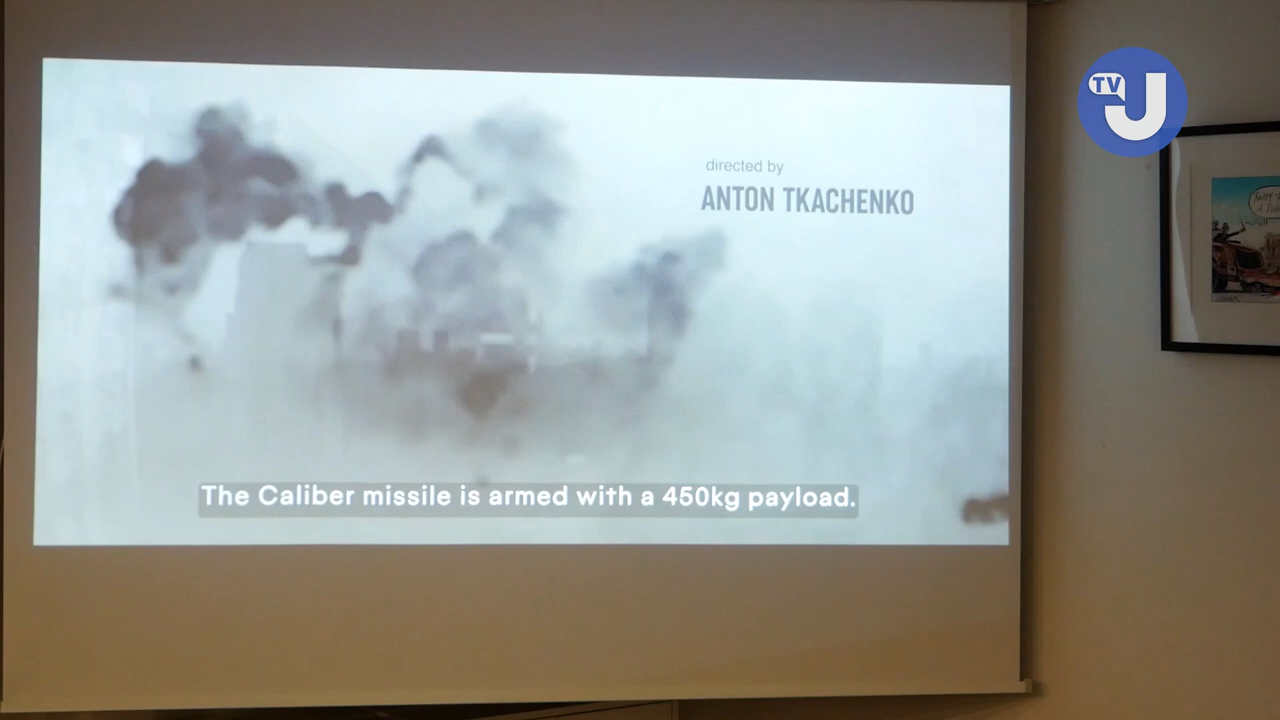 TV
J
directed by
ANTON TKACHENKO
The Caliber missile is armed with a 450kg payload.